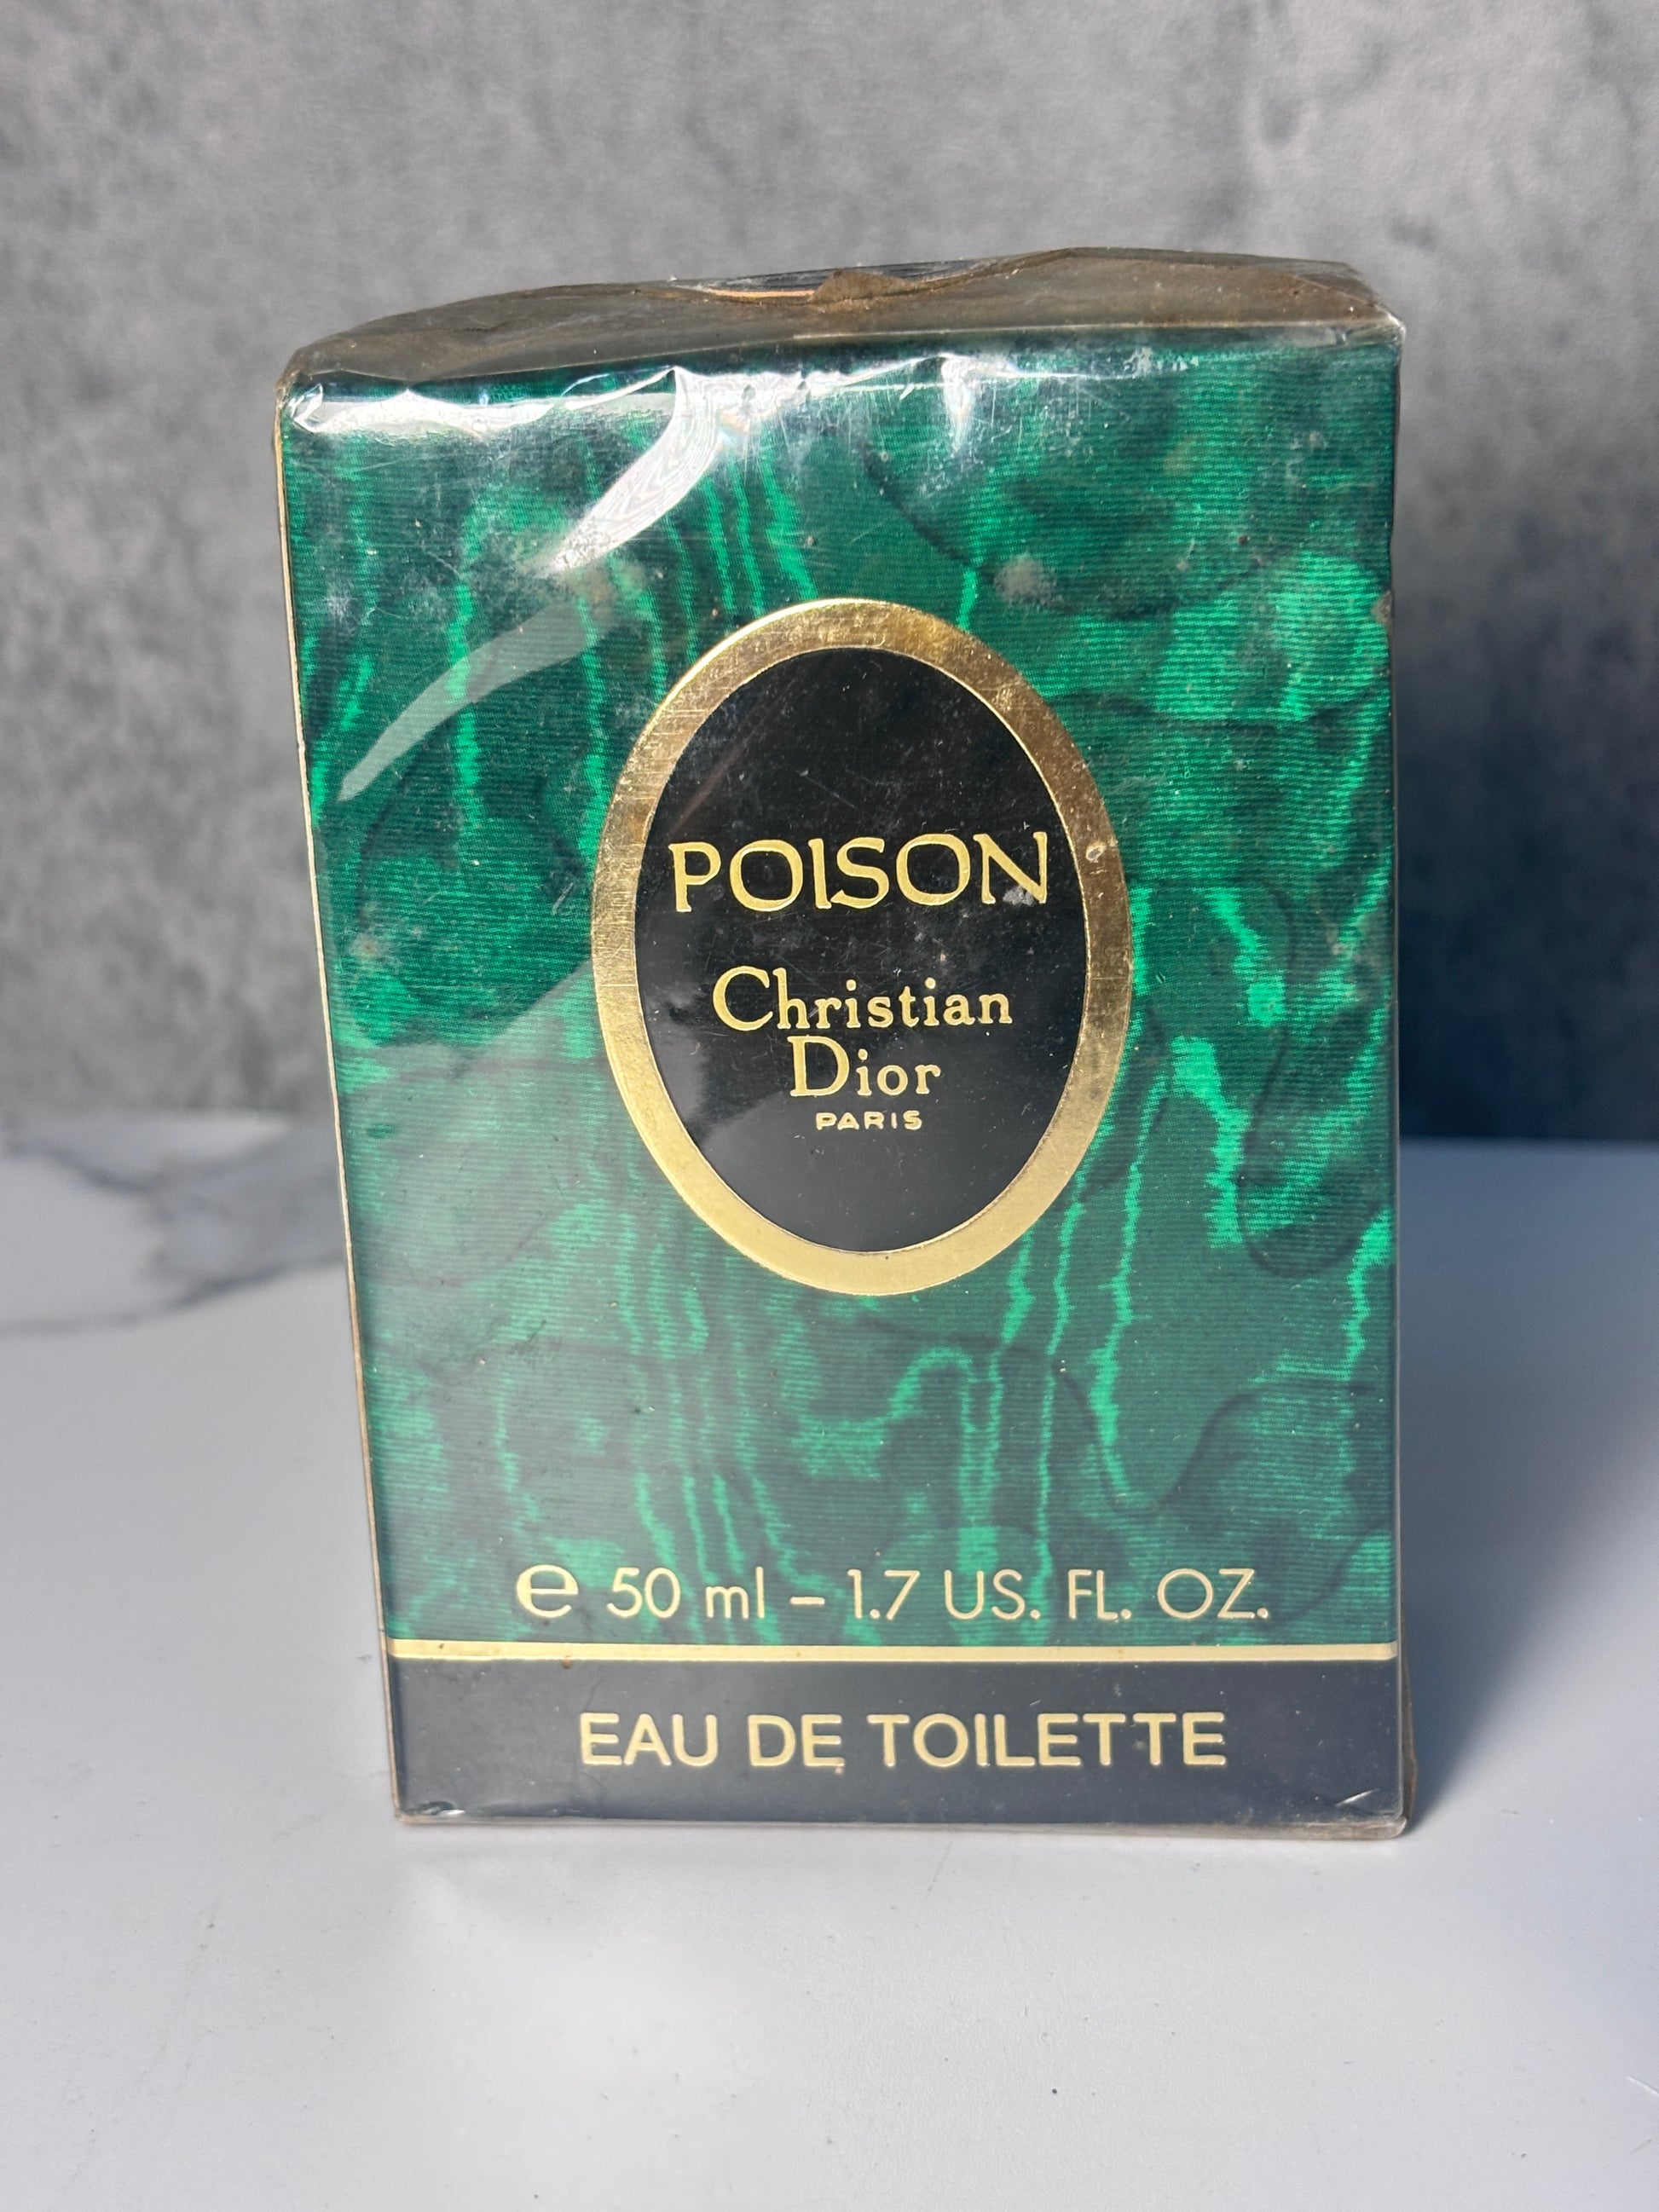 POISON
Christian
Dior
PARIS
e 50 ml – 1.7 US. FL. OZ.
EAU DE TOILETTE